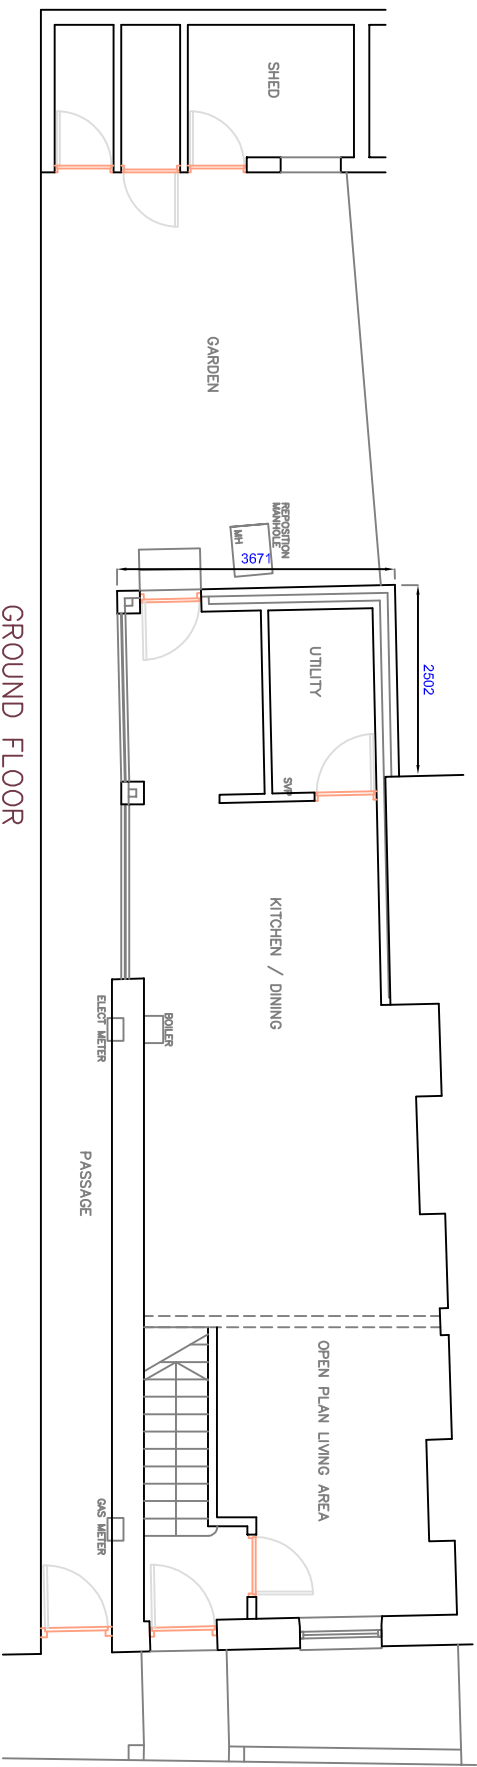 SHED
GARDEN
REPOSITION
MANHOLE
MH
3671
2502
UTILITY
SVP
KITCHEN / DINING
BOILER
ELECT METER
PASSAGE
OPEN PLAN LIVING AREA
GAS METER
GROUND FLOOR